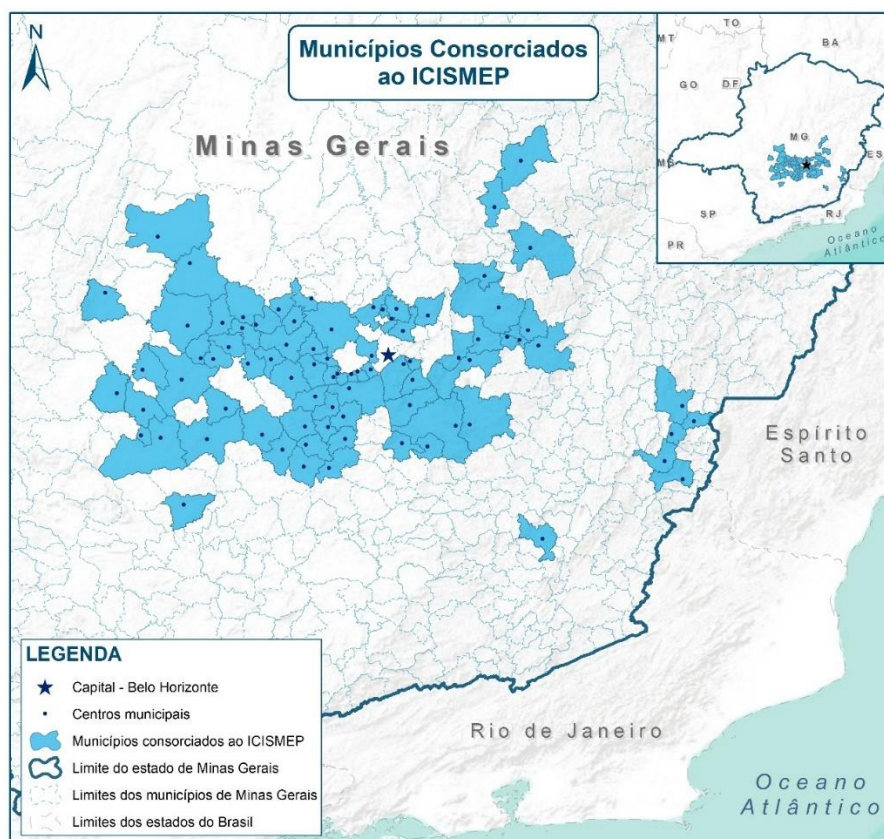 N
Municípios Consorciados
ao ICISMEP
Minas Gerais
TO
MT
BA
GO
DF
MG
MS
ES
SP
RJ
PR
Oceano
Atlântico
Espírito
Santo
Rio de Janeiro
Oceano
Atlântico
LEGENDA
Capital - Belo Horizonte
Centros municipais
Municípios consorciados ao ICISMEP
Limite do estado de Minas Gerais
Limites dos municípios de Minas Gerais
Limites dos estados do Brasil